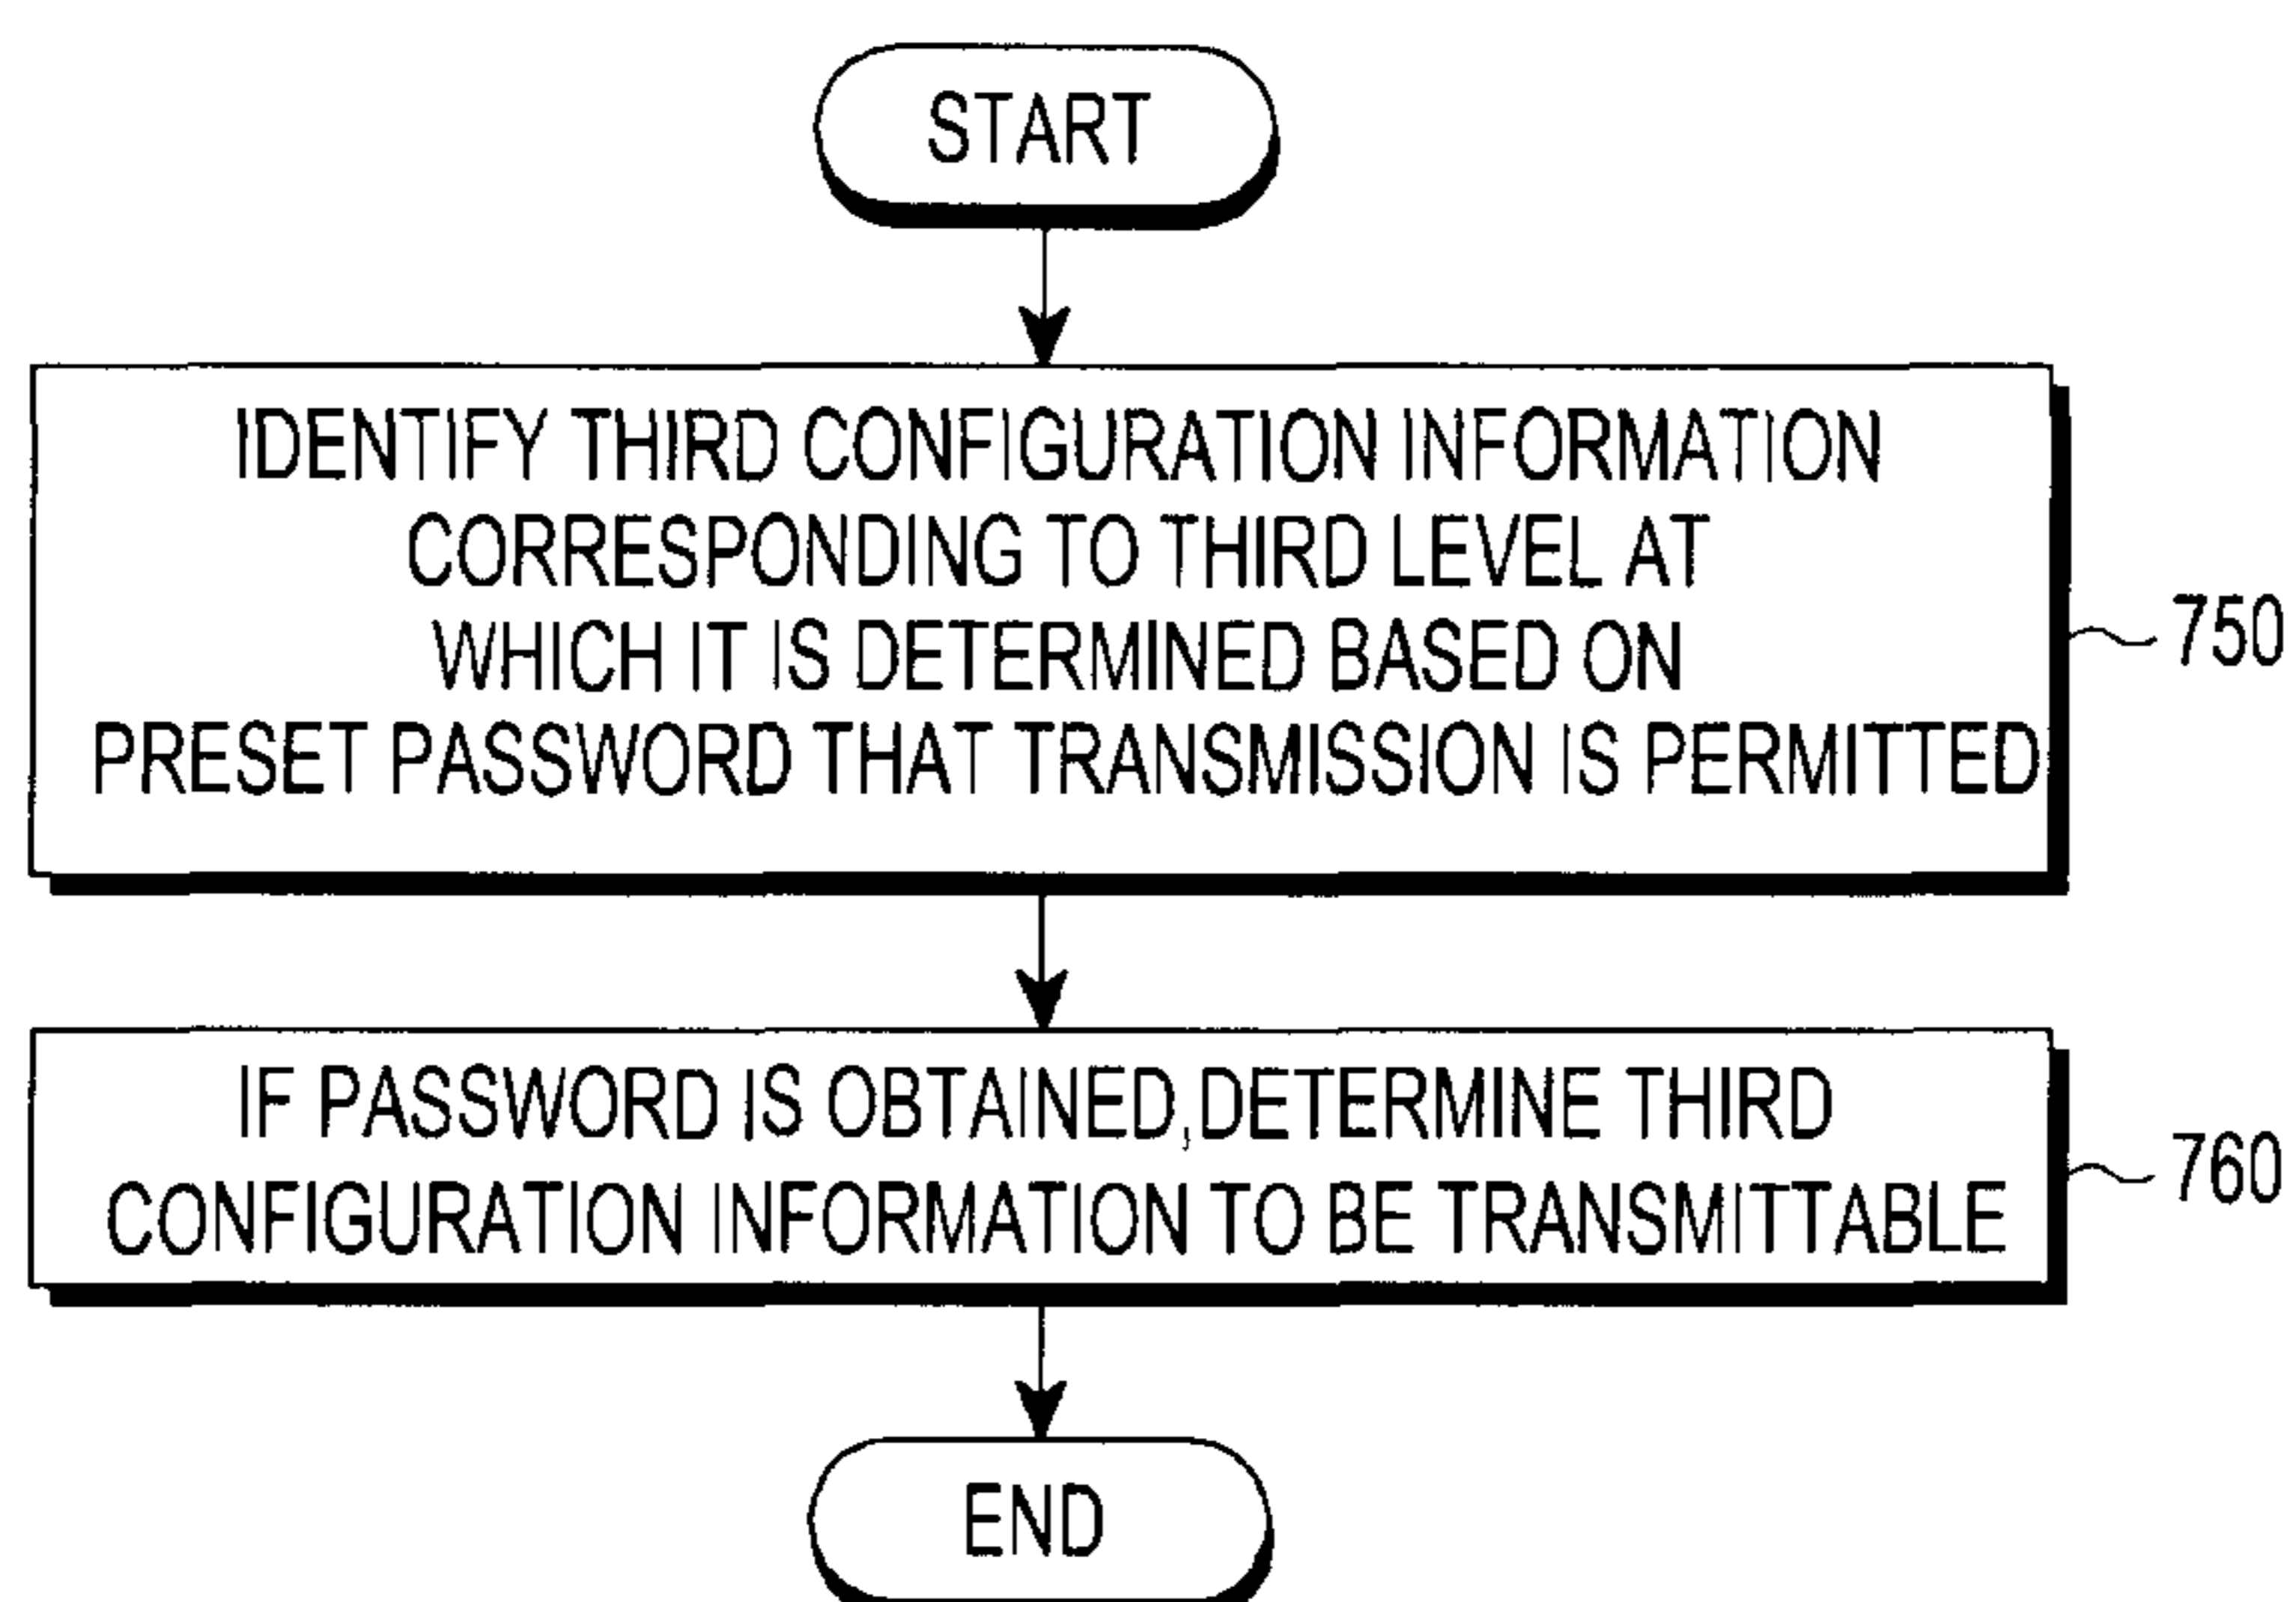 START
IDENTIFY THIRD CONFIGURATION INFORMATION
CORRESPONDING TO THIRD LEVEL AT
WHICH IT IS DETERMINED BASED ON
PRESET PASSWORD THAT TRANSMISSION IS PERMITTED
750
IF PASSWORD IS OBTAINED,DETERMINE THIRD
CONFIGURATION INFORMATION TO BE TRANSMITTABLE
760
END